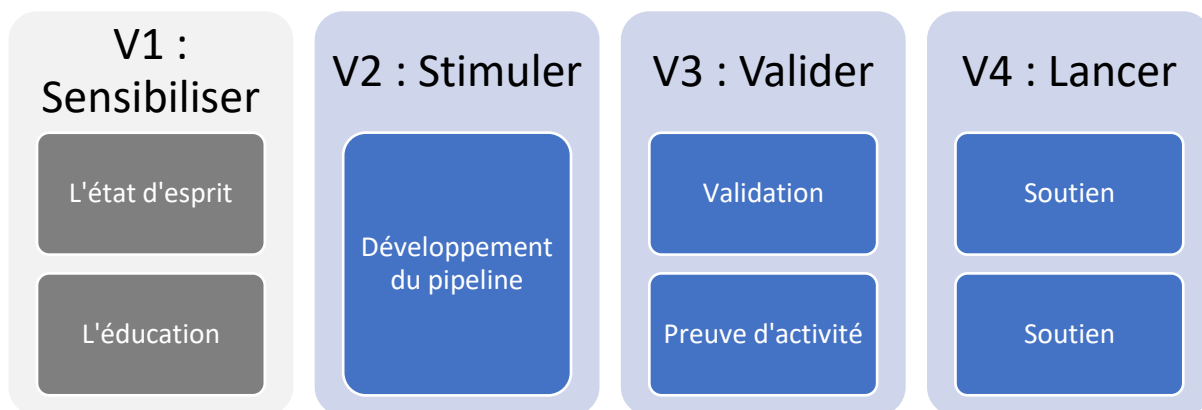 V1 :
Sensibiliser
L'état d'esprit
L'éducation
V2 : Stimuler
Développement
du pipeline
V3 : Valider
Validation
Preuve d'activité
V4 : Lancer
Soutien
Soutien